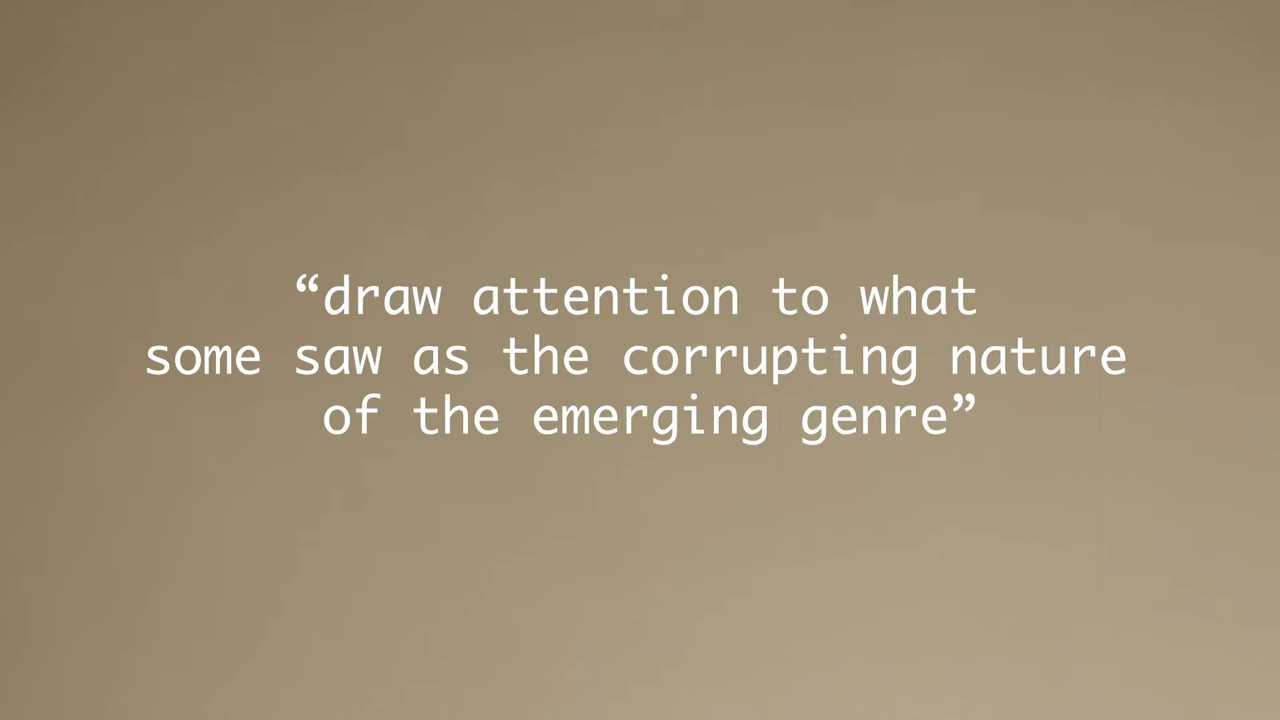 “draw attention to what
some saw as the corrupting nature
of the emerging genre”